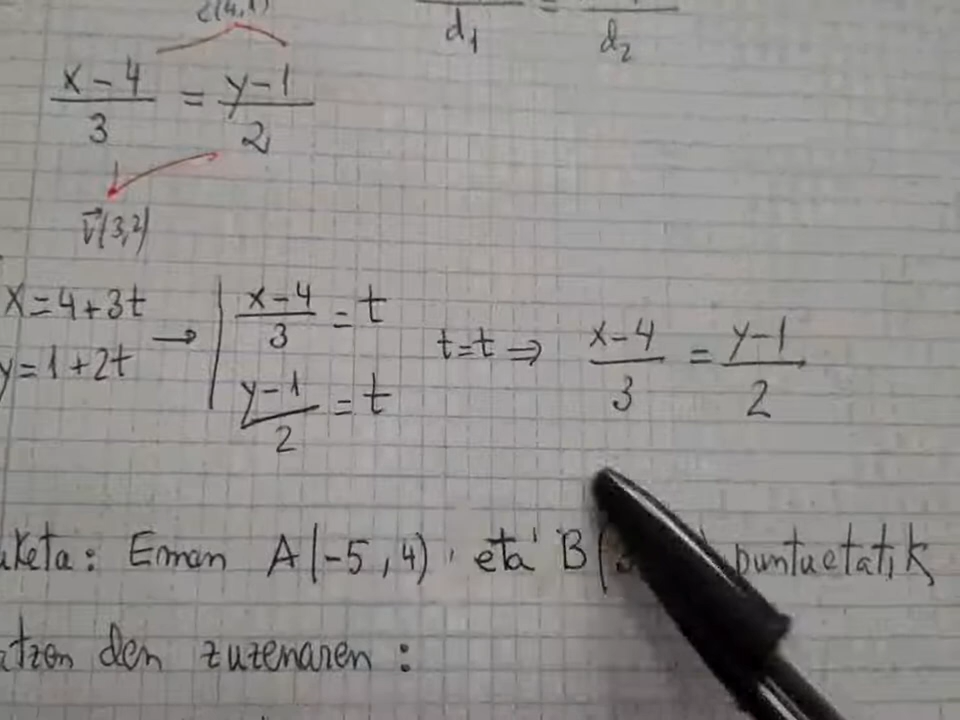 d₁ = d₂
(x-4)/3 = (y-1)/2
v⃗(3,2)
x=4+3t → (x-4)/3 = t
y=1+2t (y-1)/2 = t
t=t ⇒ (x-4)/3 = (y-1)/2
Eman A(-5,4) eta B( puntuetatik
den zuzenaren: